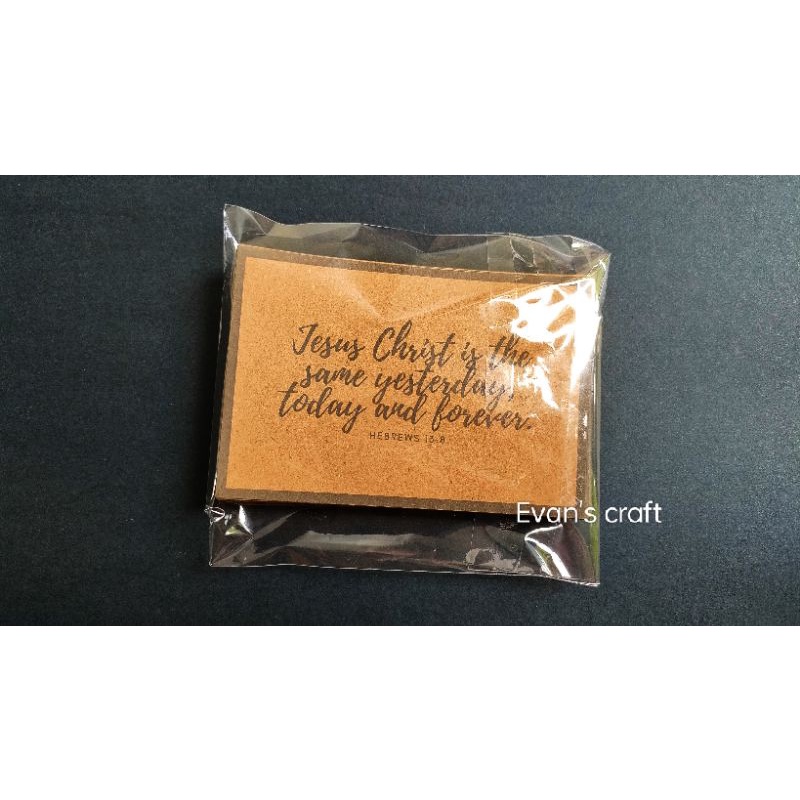 Jesus Christ is the
same yesterday,
today and forever.
HEBREWS 13:8
Evan's craft